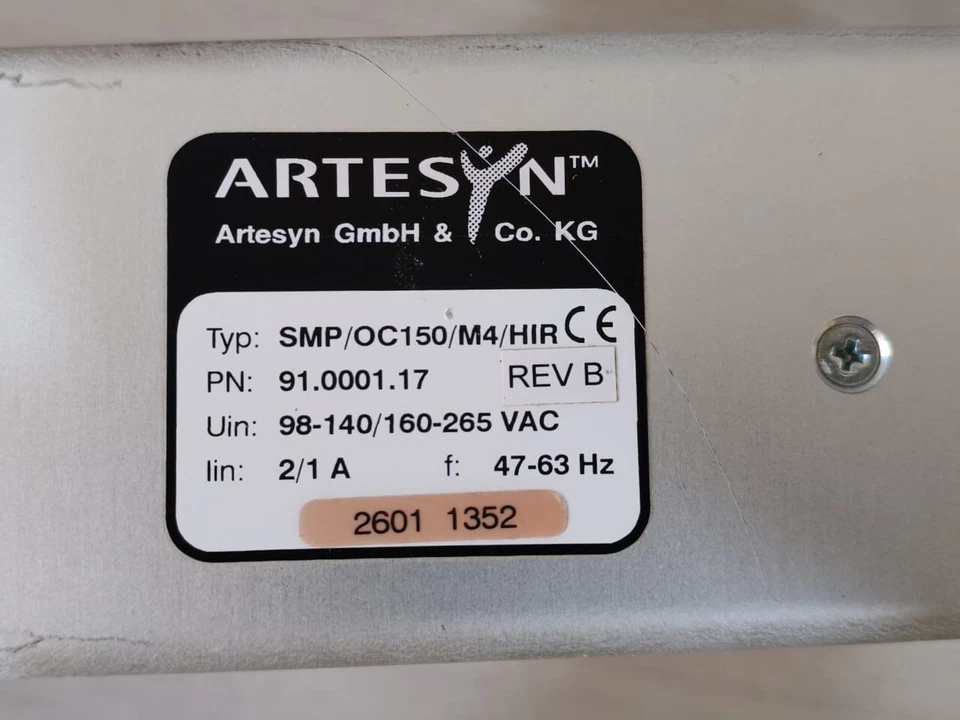 ARTESYN™
Artesyn GmbH & Co. KG
Typ: SMP/OC150/M4/HIR CE
PN: 91.0001.17 REV B
Uin: 98-140/160-265 VAC
Iin: 2/1 A f: 47-63 Hz
2601 1352